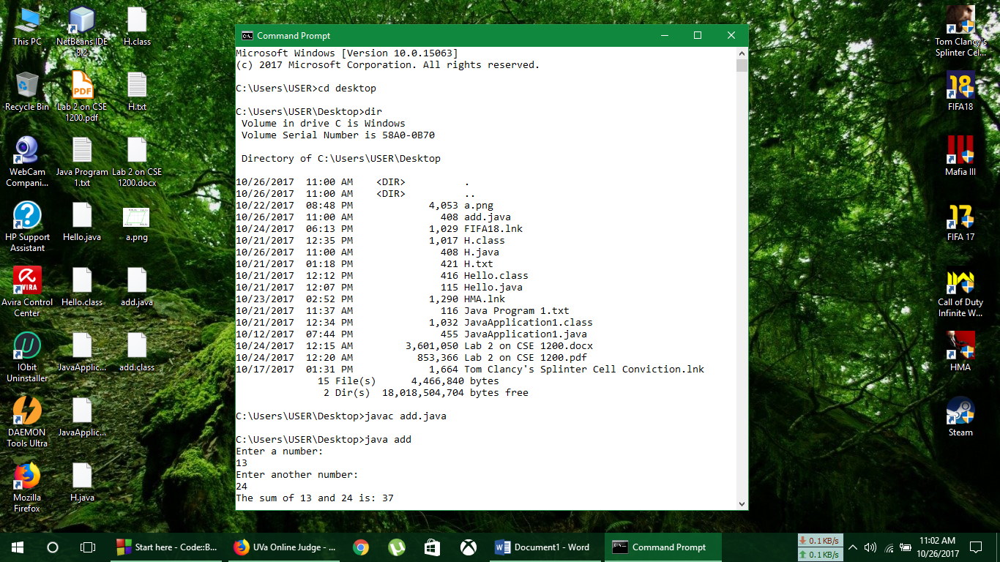 This PC
NetBeans IDE
8.2
H.class
Recycle Bin
PDF
Lab 2 on CSE
1200.pdf
H.txt
WebCam
Compani...
Java Program
1.txt
Lab 2 on CSE
1200.docx
HP Support
Assistant
Hello.java
a.png
VIRA
Avira Control
Center
Hello.class
add.java
IObit
Uninstaller
JavaApplic...
add.class
DAEMON
Tools Ultra
JavaApplic...
Mozilla
Firefox
H.java
Command Prompt
Microsoft Windows [Version 10.0.15063]
(c) 2017 Microsoft Corporation. All rights reserved.
C:\Users\USER>cd desktop
C:\Users\USER\Desktop>dir
Volume in drive C is Windows
Volume Serial Number is 58A0-0B70
Directory of C:\Users\USER\Desktop
10/26/2017  11:00 AM    <DIR>          .
10/26/2017  11:00 AM    <DIR>          ..
10/22/2017  08:48 PM             4,053 a.png
10/26/2017  11:00 AM               408 add.java
10/24/2017  06:13 PM             1,029 FIFA18.lnk
10/21/2017  12:35 PM             1,017 H.class
10/26/2017  11:00 AM               408 H.java
10/21/2017  01:18 PM               421 H.txt
10/21/2017  12:12 PM               416 Hello.class
10/21/2017  12:07 PM               115 Hello.java
10/23/2017  02:52 PM             1,290 HMA.lnk
10/21/2017  11:37 AM               116 Java Program 1.txt
10/21/2017  12:34 PM             1,032 JavaApplication1.class
10/12/2017  07:44 PM               455 JavaApplication1.java
10/24/2017  12:15 AM         3,601,050 Lab 2 on CSE 1200.docx
10/24/2017  12:20 AM           853,366 Lab 2 on CSE 1200.pdf
10/17/2017  01:31 PM             1,664 Tom Clancy's Splinter Cell Conviction.lnk
15 File(s)      4,466,840 bytes
2 Dir(s)  18,018,504,704 bytes free
C:\Users\USER\Desktop>javac add.java
C:\Users\USER\Desktop>java add
Enter a number:
13
Enter another number:
24
The sum of 13 and 24 is: 37
Tom Clancy's
Splinter Cel...
18
FIFA18
III
Mafia III
17
FIFA 17
Call of Duty
Infinite W...
HMA
Steam
Start here - Code::B...
UVa Online Judge - ...
Document1 - Word
Command Prompt
0.1 KB/s
0.1 KB/s
11:02 AM
10/26/2017